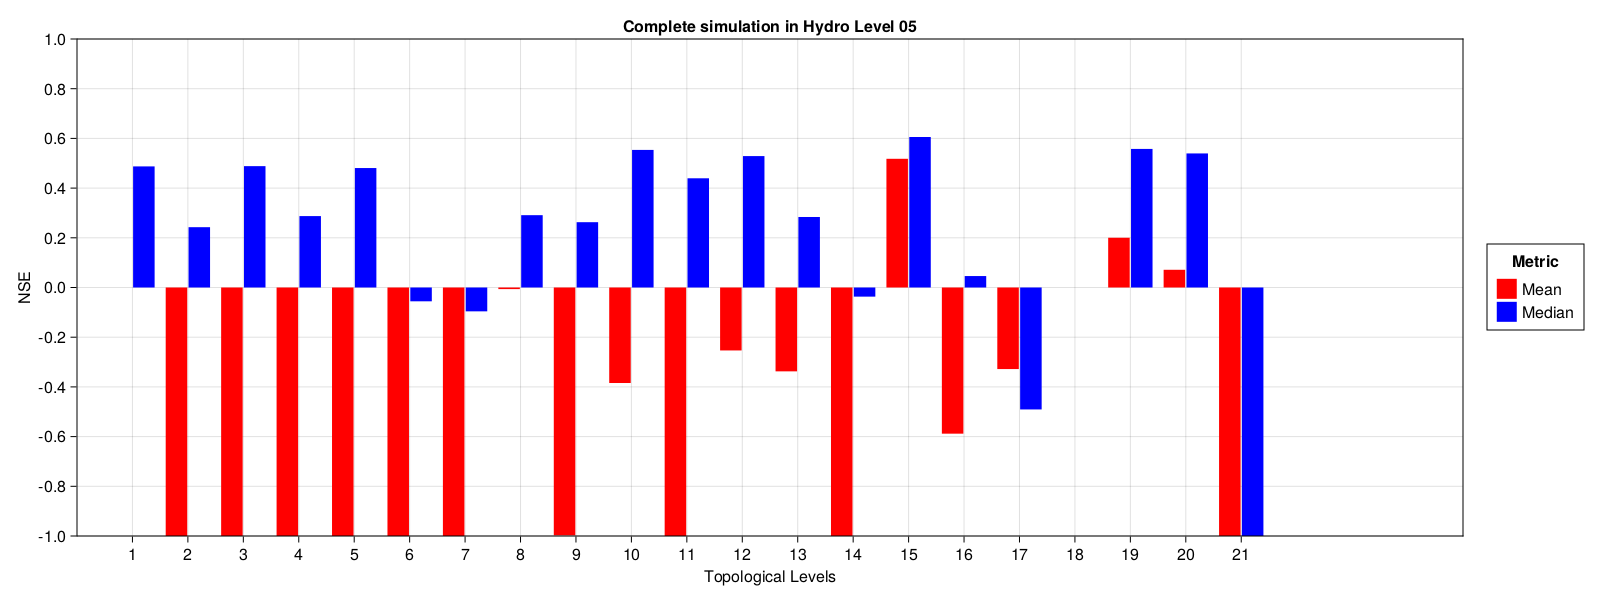 Complete simulation in Hydro Level 05
1.0
0.8
0.6
0.4
0.2
0.0
-0.2
-0.4
-0.6
-0.8
-1.0
NSE
1 2 3 4 5 6 7 8 9 10 11 12 13 14 15 16 17 18 19 20 21
Topological Levels
Metric
Mean
Median